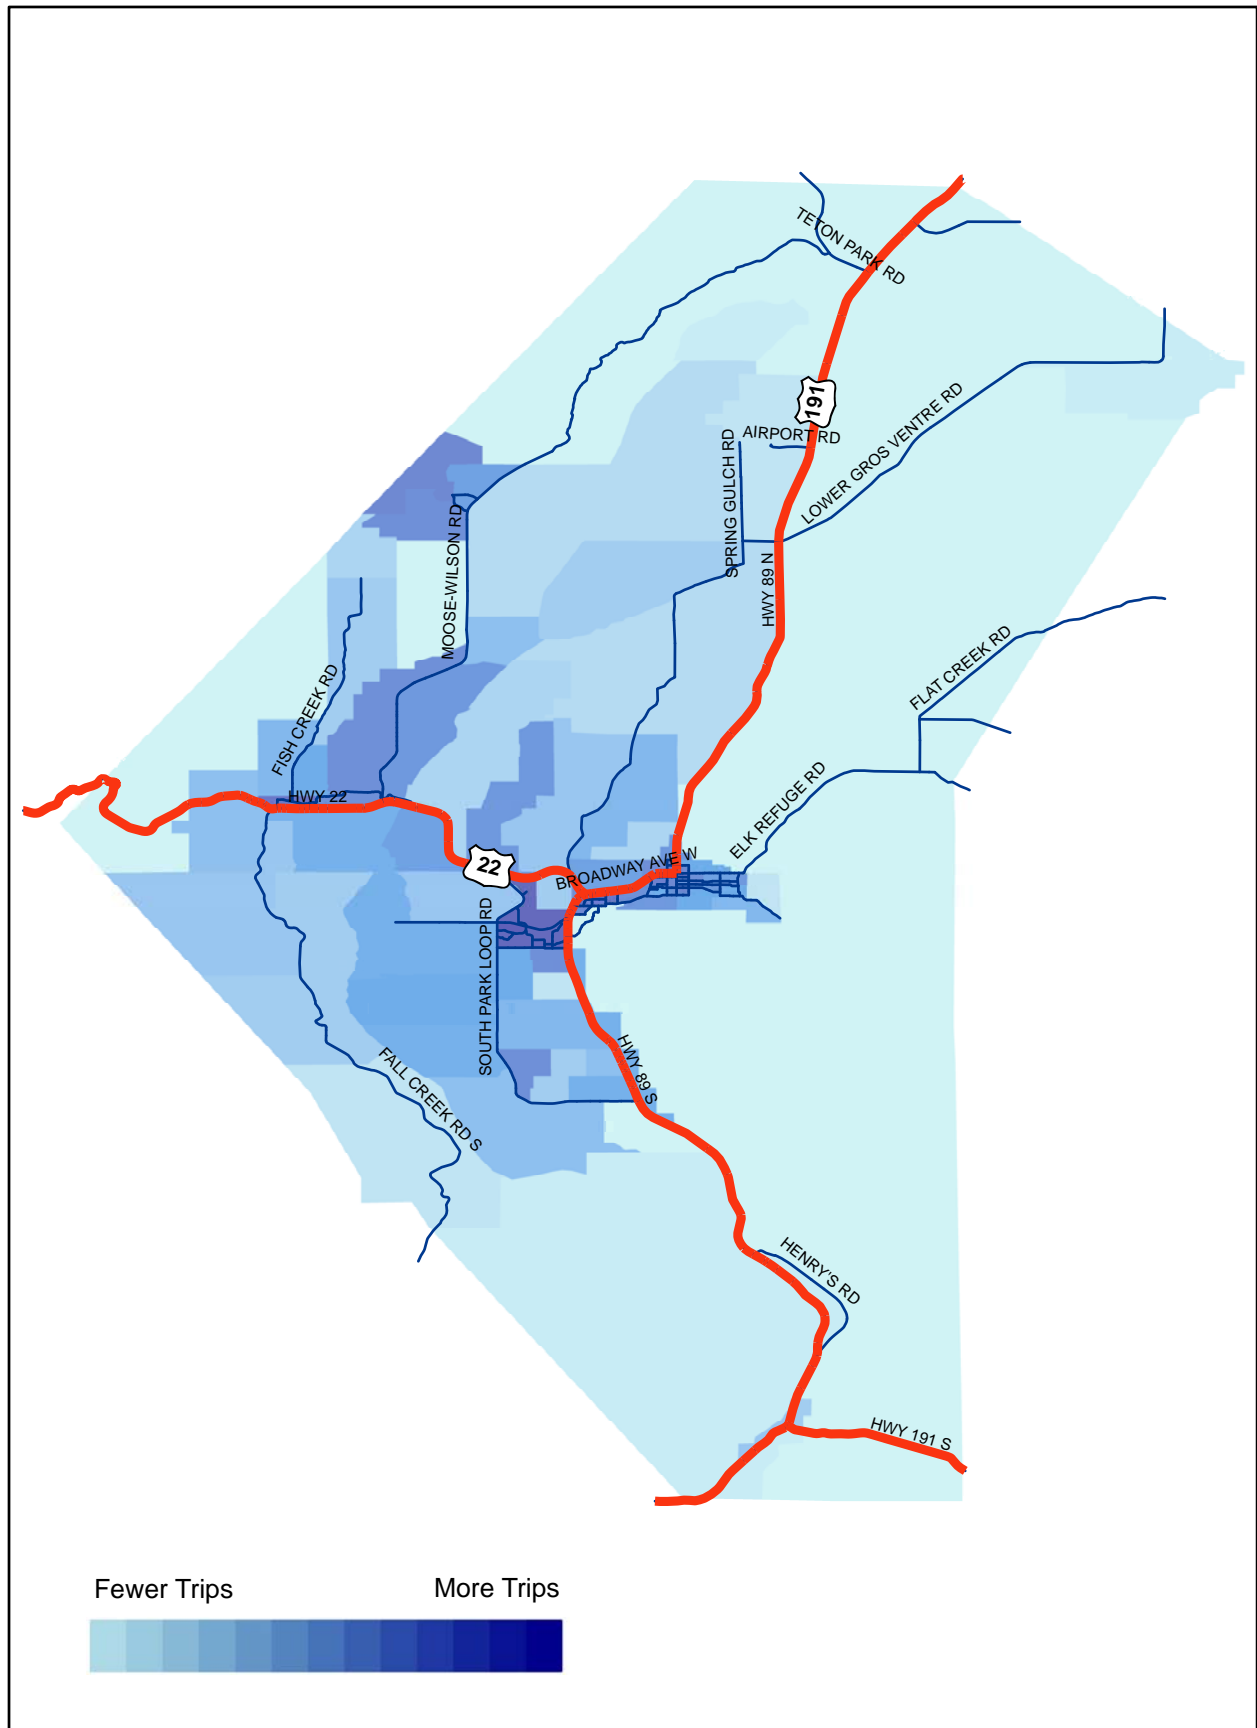 TETON PARK RD
191
AIRPORT RD
LOWER GROS VENTRE RD
SPRING GULCH RD
MOOSE-WILSON RD
HWY 89 N
FLAT CREEK RD
FISH CREEK RD
HWY 22
ELK REFUGE RD
22
BROADWAY AVE W
SOUTH PARK LOOP RD
HWY 89 S
FALL CREEK RD S
HENRY'S RD
HWY 191 S
Fewer Trips
More Trips